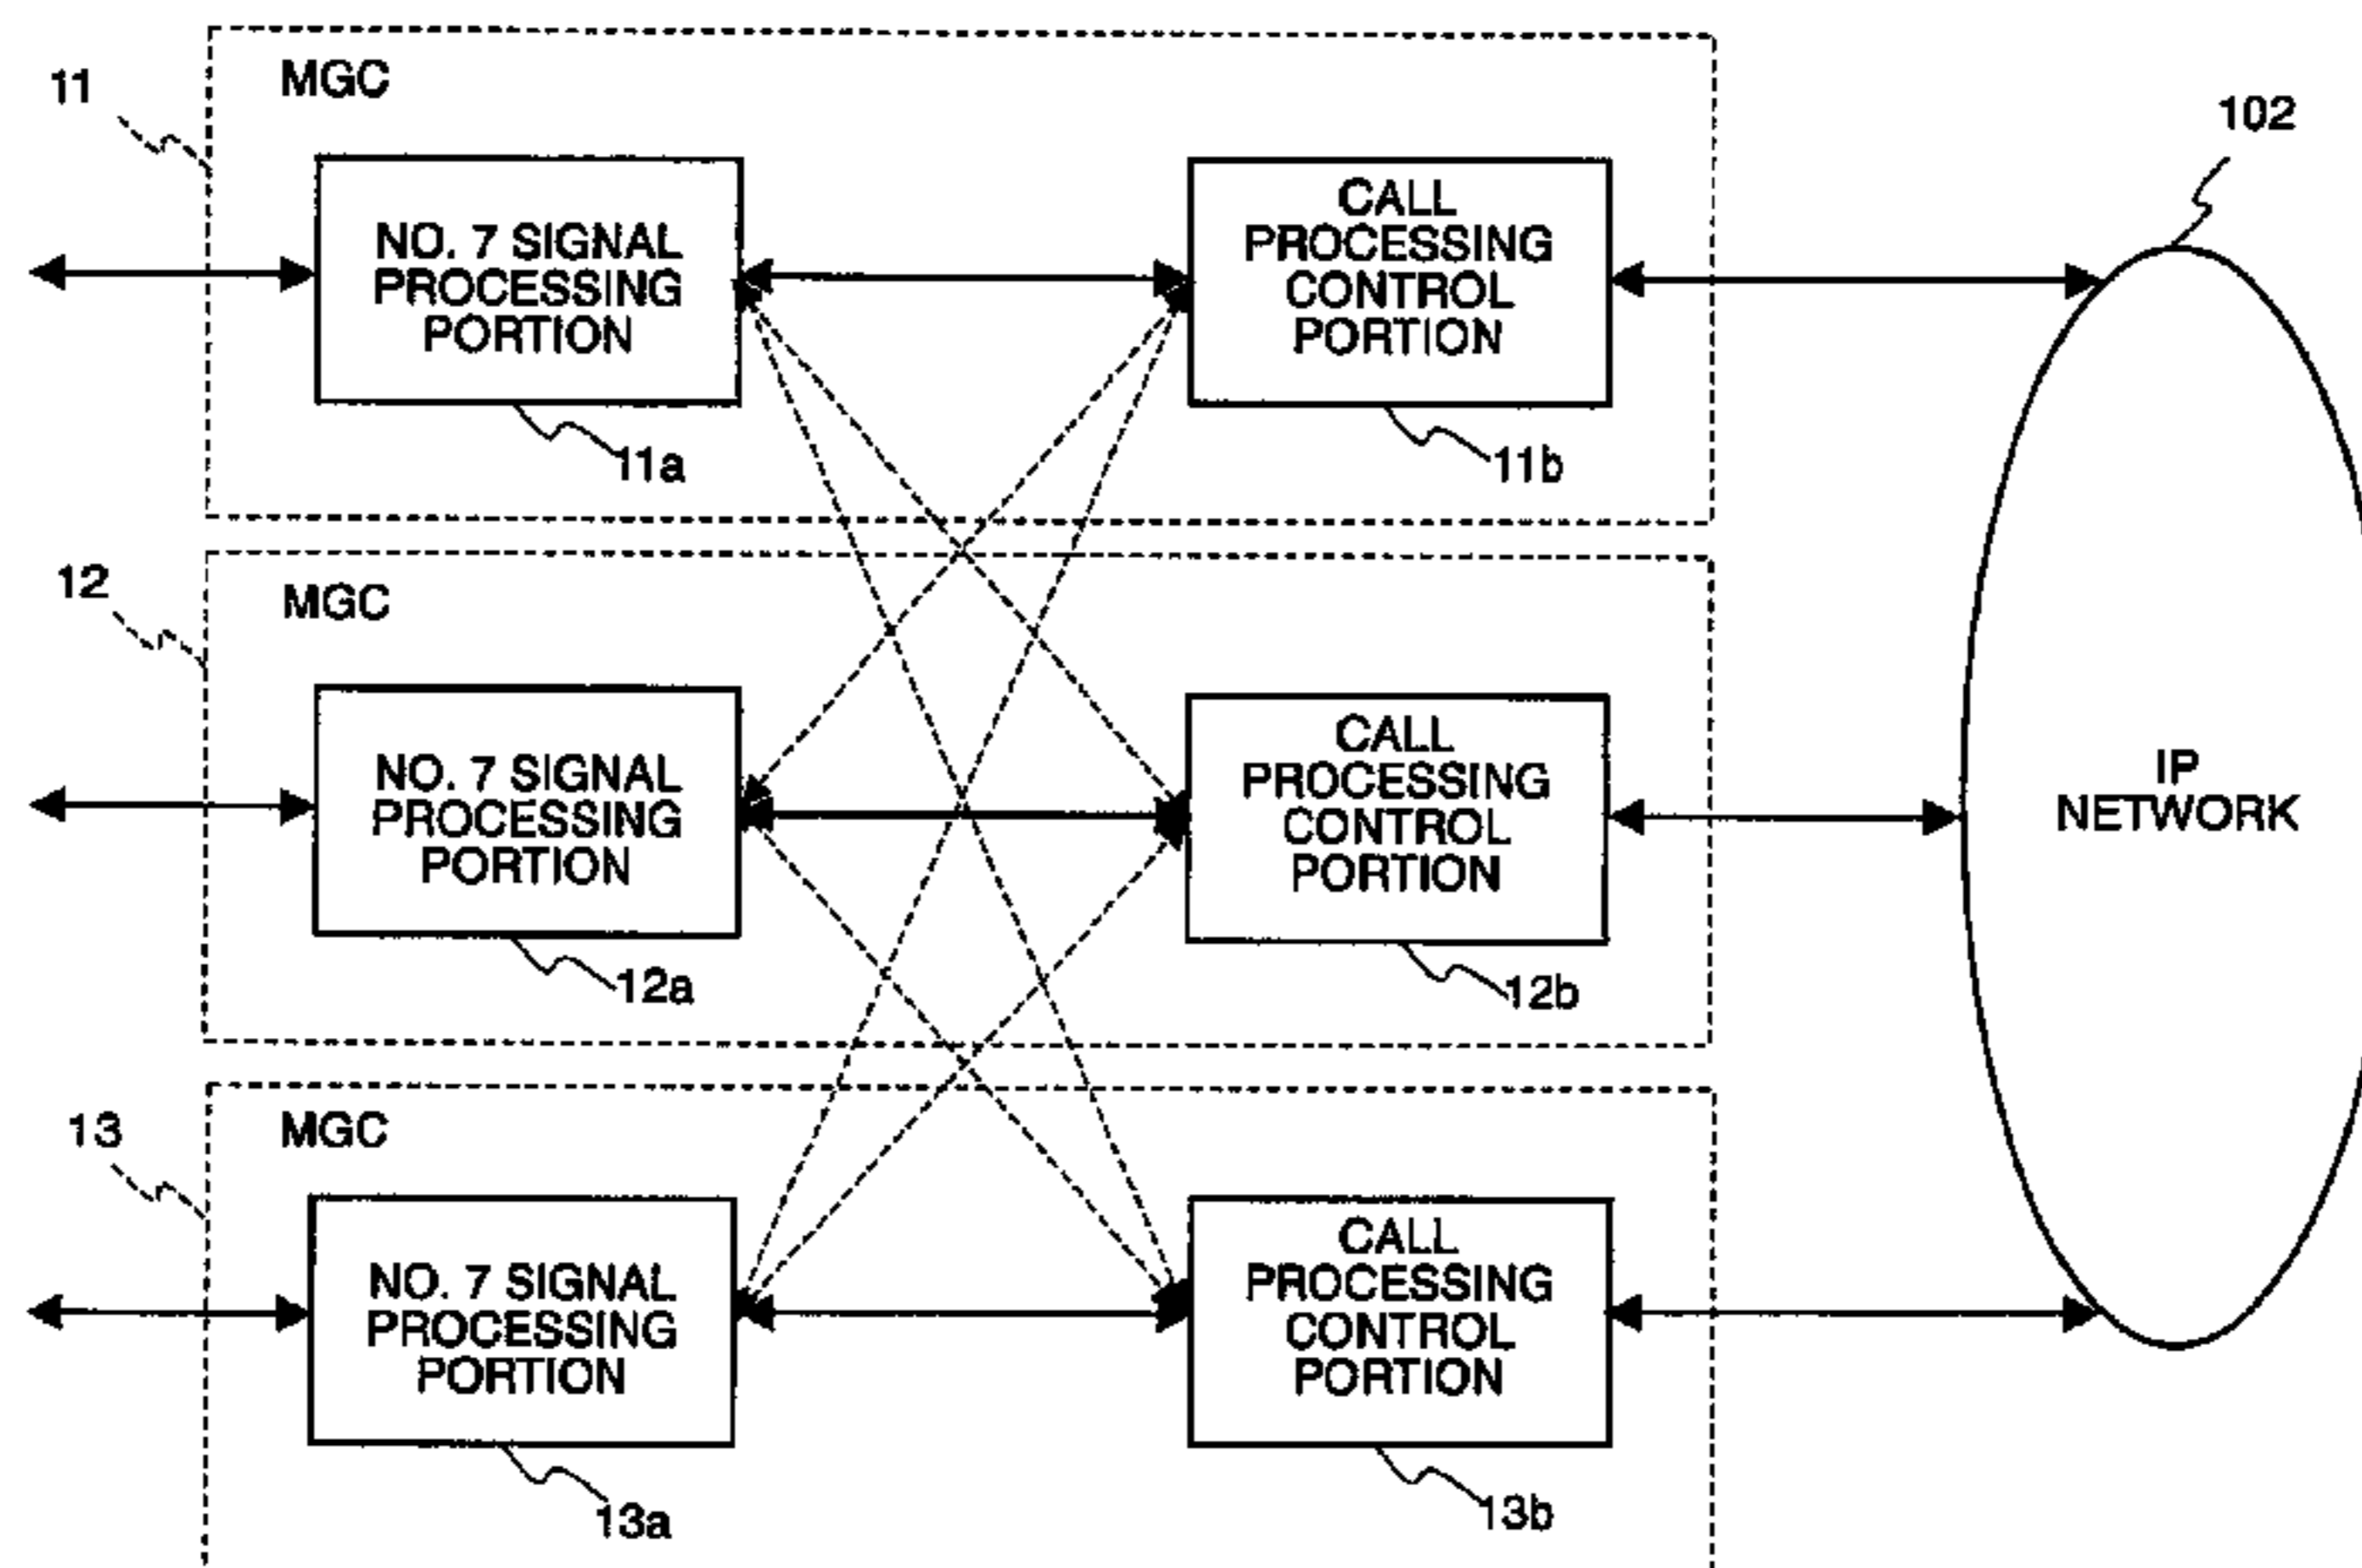 11
MGC
102
NO. 7 SIGNAL
PROCESSING
PORTION
CALL
PROCESSING
CONTROL
PORTION
11a
11b
12
MGC
NO. 7 SIGNAL
PROCESSING
PORTION
CALL
PROCESSING
CONTROL
PORTION
IP
NETWORK
12a
12b
13
MGC
NO. 7 SIGNAL
PROCESSING
PORTION
CALL
PROCESSING
CONTROL
PORTION
13a
13b